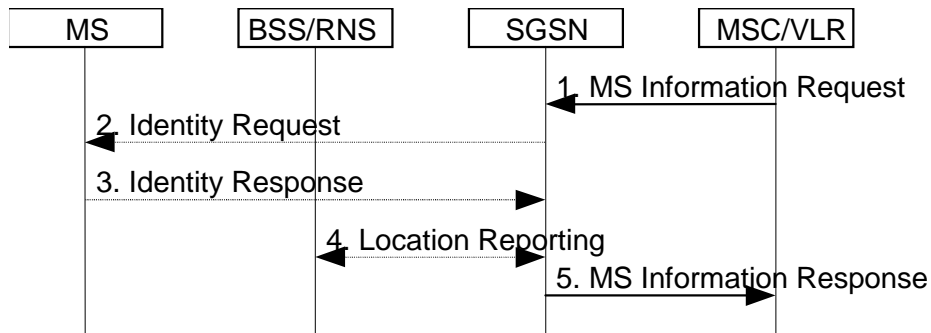 MS BSS/RNS SGSN MSC/VLR
1. MS Information Request
2. Identity Request
3. Identity Response
4. Location Reporting
5. MS Information Response